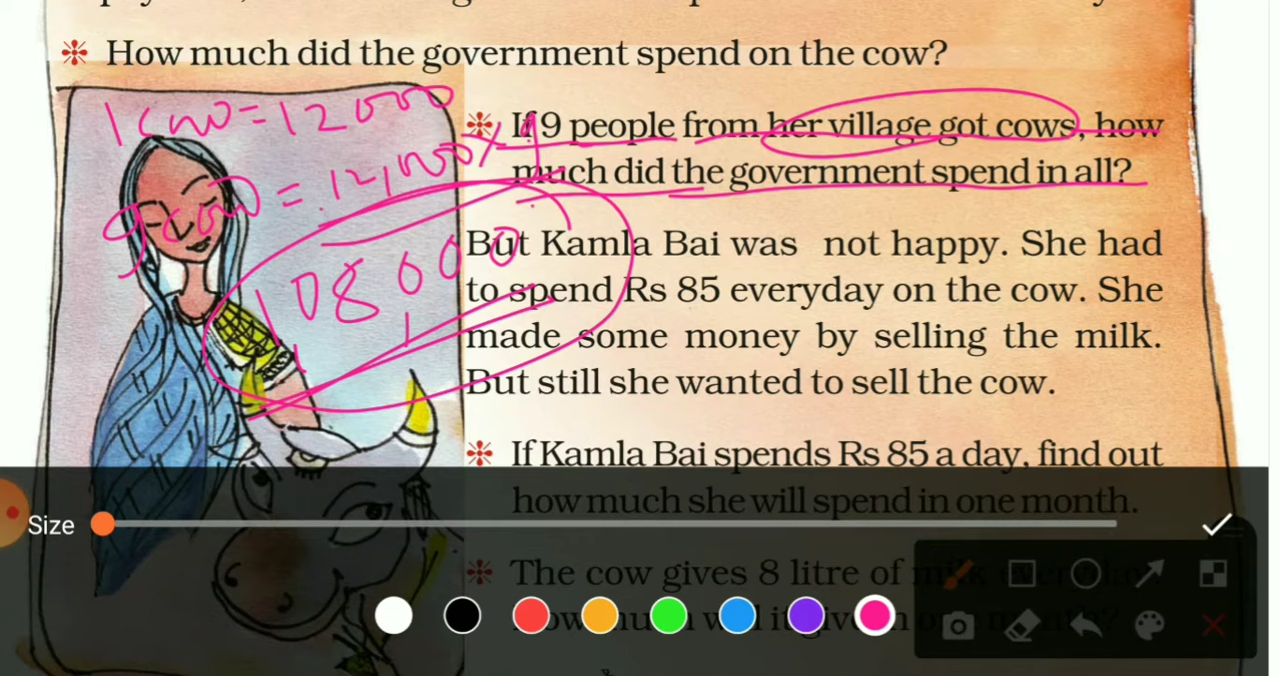 How much did the government spend on the cow?
1 cow = 12000
If 9 people from her village got cows, how
9 cow = 12,000 × 9
much did the government spend in all?
108000
But Kamla Bai was not happy. She had
to spend Rs 85 everyday on the cow. She
made some money by selling the milk.
But still she wanted to sell the cow.
If Kamla Bai spends Rs 85 a day, find out
how much she will spend in one month.
Size
The cow gives 8 litre of milk